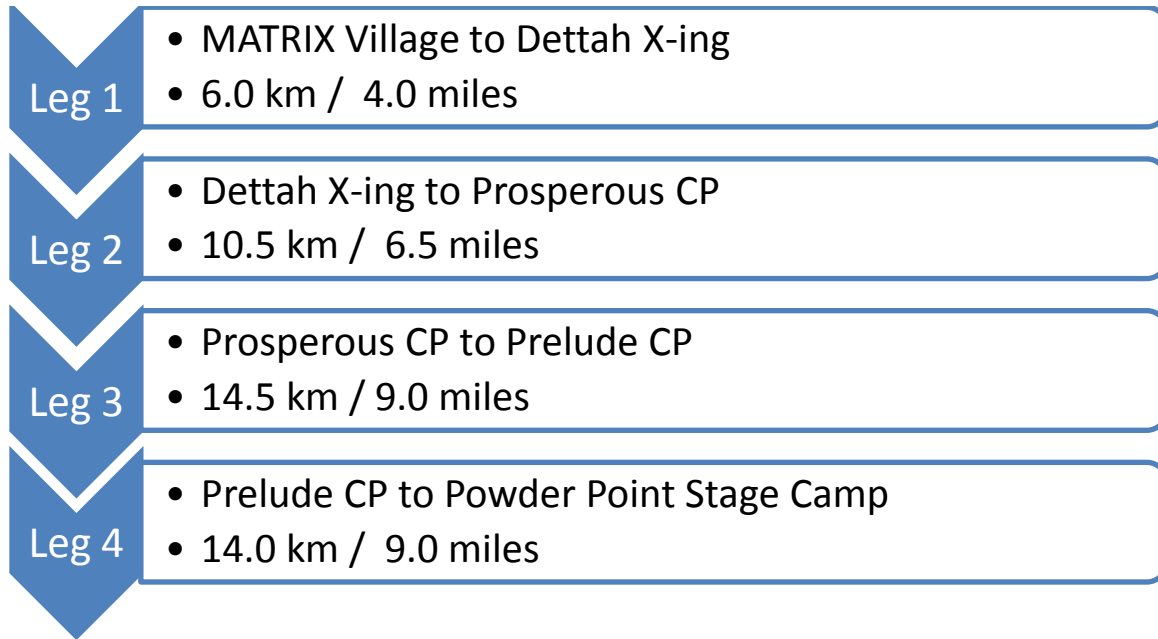 Leg 1
• MATRIX Village to Dettah X-ing
• 6.0 km / 4.0 miles
Leg 2
• Dettah X-ing to Prosperous CP
• 10.5 km / 6.5 miles
Leg 3
• Prosperous CP to Prelude CP
• 14.5 km / 9.0 miles
Leg 4
• Prelude CP to Powder Point Stage Camp
• 14.0 km / 9.0 miles